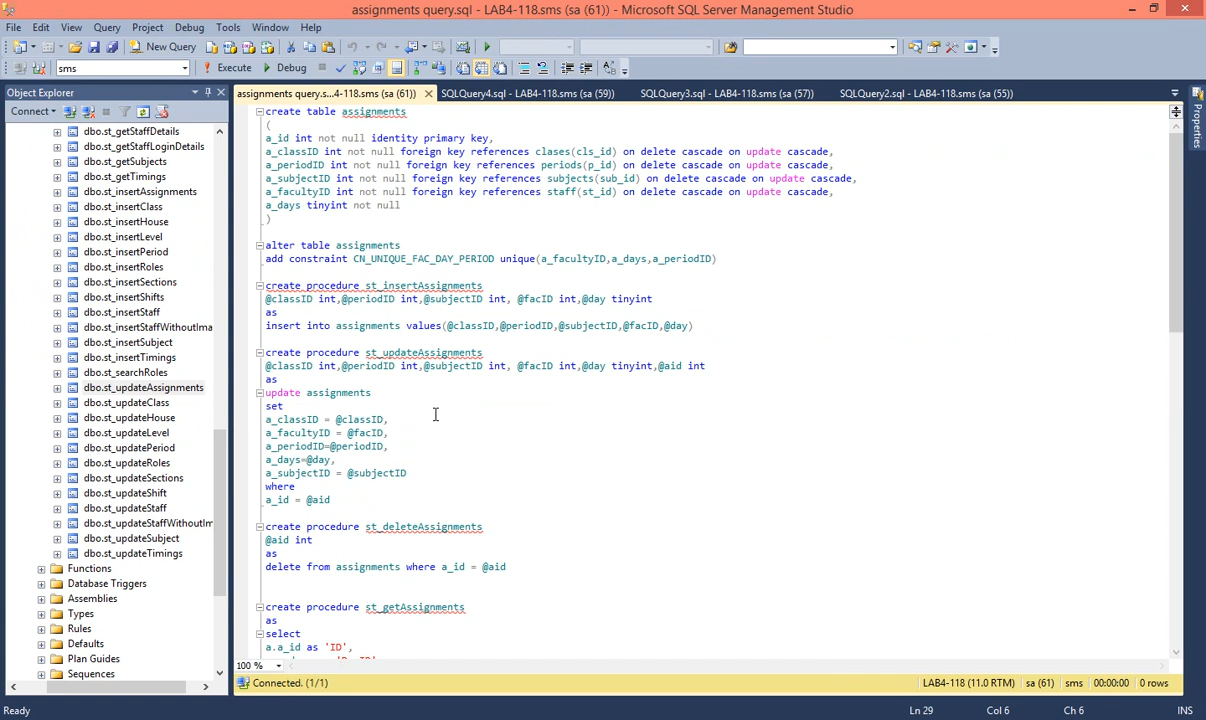 assignments query.sql - LAB4-118.sms (sa (61)) - Microsoft SQL Server Management Studio
File Edit View Query Project Debug Tools Window Help
New Query
sms Execute Debug
Object Explorer
Connect
dbo.st_getStaffDetails
dbo.st_getStaffLoginDetails
dbo.st_getSubjects
dbo.st_getTimings
dbo.st_insertAssignments
dbo.st_insertClass
dbo.st_insertHouse
dbo.st_insertLevel
dbo.st_insertPeriod
dbo.st_insertRoles
dbo.st_insertSections
dbo.st_insertShifts
dbo.st_insertStaff
dbo.st_insertStaffWithoutIma
dbo.st_insertSubject
dbo.st_insertTimings
dbo.st_searchRoles
dbo.st_updateAssignments
dbo.st_updateClass
dbo.st_updateHouse
dbo.st_updateLevel
dbo.st_updatePeriod
dbo.st_updateRoles
dbo.st_updateSections
dbo.st_updateShift
dbo.st_updateStaff
dbo.st_updateStaffWithoutIm
dbo.st_updateSubject
dbo.st_updateTimings
Functions
Database Triggers
Assemblies
Types
Rules
Defaults
Plan Guides
Sequences
assignments query.s...4-118.sms (sa (61)) SQLQuery4.sql - LAB4-118.sms (sa (59)) SQLQuery3.sql - LAB4-118.sms (sa (57)) SQLQuery2.sql - LAB4-118.sms (sa (55))
create table assignments
(
a_id int not null identity primary key,
a_classID int not null foreign key references clases(cls_id) on delete cascade on update cascade,
a_periodID int not null foreign key references periods(p_id) on delete cascade on update cascade,
a_subjectID int not null foreign key references subjects(sub_id) on delete cascade on update cascade,
a_facultyID int not null foreign key references staff(st_id) on delete cascade on update cascade,
a_days tinyint not null
)
alter table assignments
add constraint CN_UNIQUE_FAC_DAY_PERIOD unique(a_facultyID,a_days,a_periodID)
create procedure st_insertAssignments
@classID int,@periodID int,@subjectID int, @facID int,@day tinyint
as
insert into assignments values(@classID,@periodID,@subjectID,@facID,@day)
create procedure st_updateAssignments
@classID int,@periodID int,@subjectID int, @facID int,@day tinyint,@aid int
as
update assignments
set
a_classID = @classID,
a_facultyID = @facID,
a_periodID=@periodID,
a_days=@day,
a_subjectID = @subjectID
where
a_id = @aid
create procedure st_deleteAssignments
@aid int
as
delete from assignments where a_id = @aid
create procedure st_getAssignments
as
select
a.a_id as 'ID',
100 %
Connected. (1/1) LAB4-118 (11.0 RTM) sa (61) sms 00:00:00 0 rows
Properties
Ready Ln 29 Col 6 Ch 6 INS